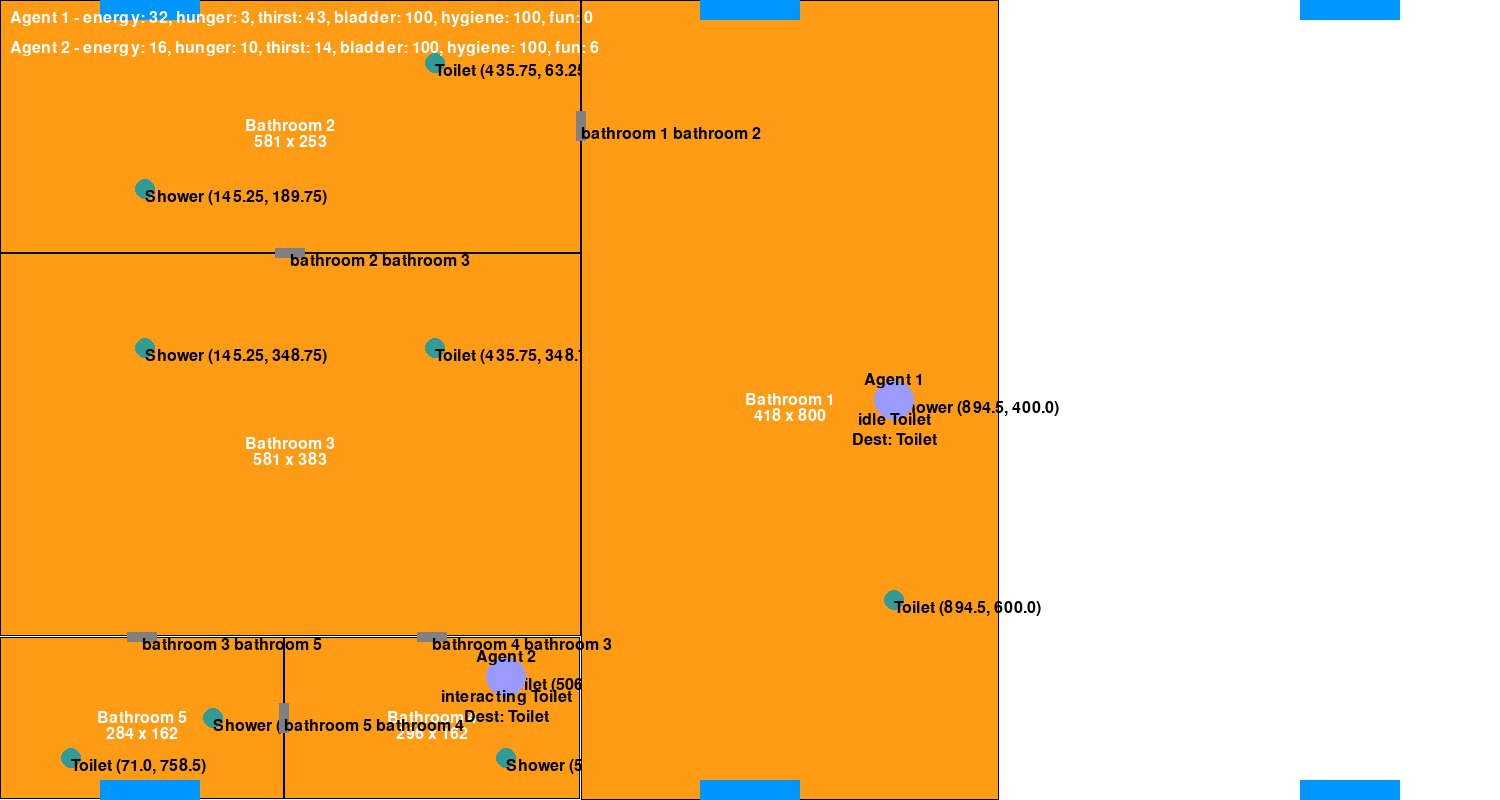 Agent 1 - energy: 32, hunger: 3, thirst: 43, bladder: 100, hygiene: 100, fun: 0
Agent 2 - energy: 16, hunger: 10, thirst: 14, bladder: 100, hygiene: 100, fun: 6
Toilet (435.75, 63.25
Bathroom 2
581 x 253
bathroom 1 bathroom 2
Shower (145.25, 189.75)
bathroom 2 bathroom 3
Shower (145.25, 348.75)
Toilet (435.75, 348.7
Agent 1
Bathroom 1
418 x 800
ower (894.5, 400.0)
idle Toilet
Dest: Toilet
Bathroom 3
581 x 383
Toilet (894.5, 600.0)
bathroom 3 bathroom 5
bathroom 4 bathroom 3
Agent 2
ilet (506
interacting Toilet
Dest: Toilet
Bathroom 5
284 x 162
Shower (
bathroom 5 bathroom 4
Bathroom
296 x 162
Toilet (71.0, 758.5)
Shower (5